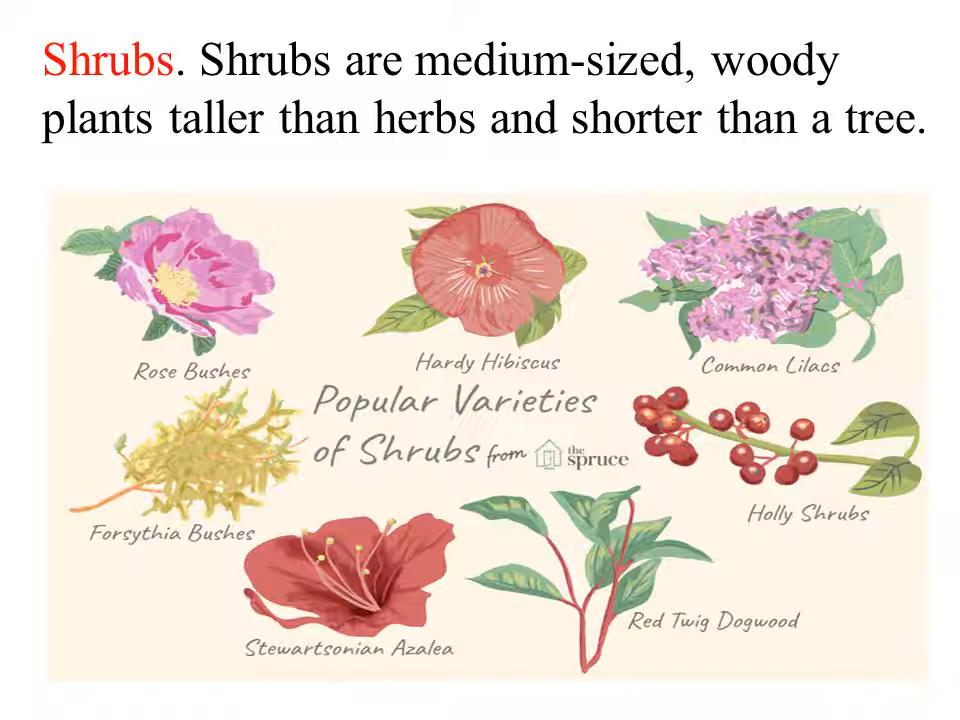 Shrubs. Shrubs are medium-sized, woody
plants taller than herbs and shorter than a tree.
Rose Bushes
Hardy Hibiscus
Common Lilacs
Popular Varieties
of Shrubs from the spruce
Holly Shrubs
Forsythia Bushes
Red Twig Dogwood
Stewartsonian Azalea